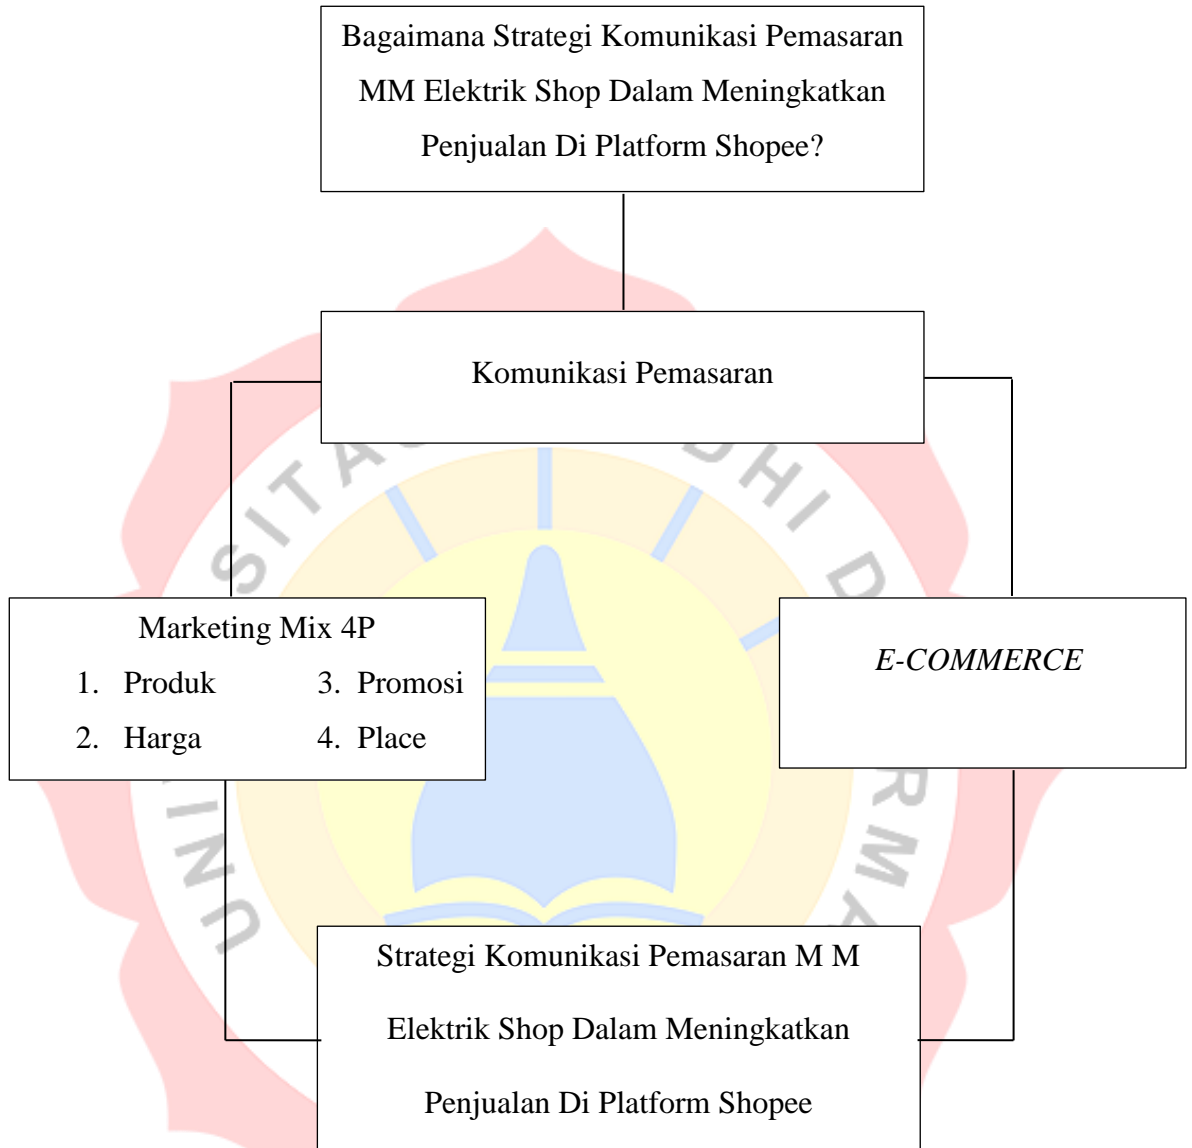 Bagaimana Strategi Komunikasi Pemasaran
MM Elektrik Shop Dalam Meningkatkan
Penjualan Di Platform Shopee?
Komunikasi Pemasaran
Marketing Mix 4P
1. Produk 3. Promosi
2. Harga 4. Place
E-COMMERCE
Strategi Komunikasi Pemasaran M M
Elektrik Shop Dalam Meningkatkan
Penjualan Di Platform Shopee